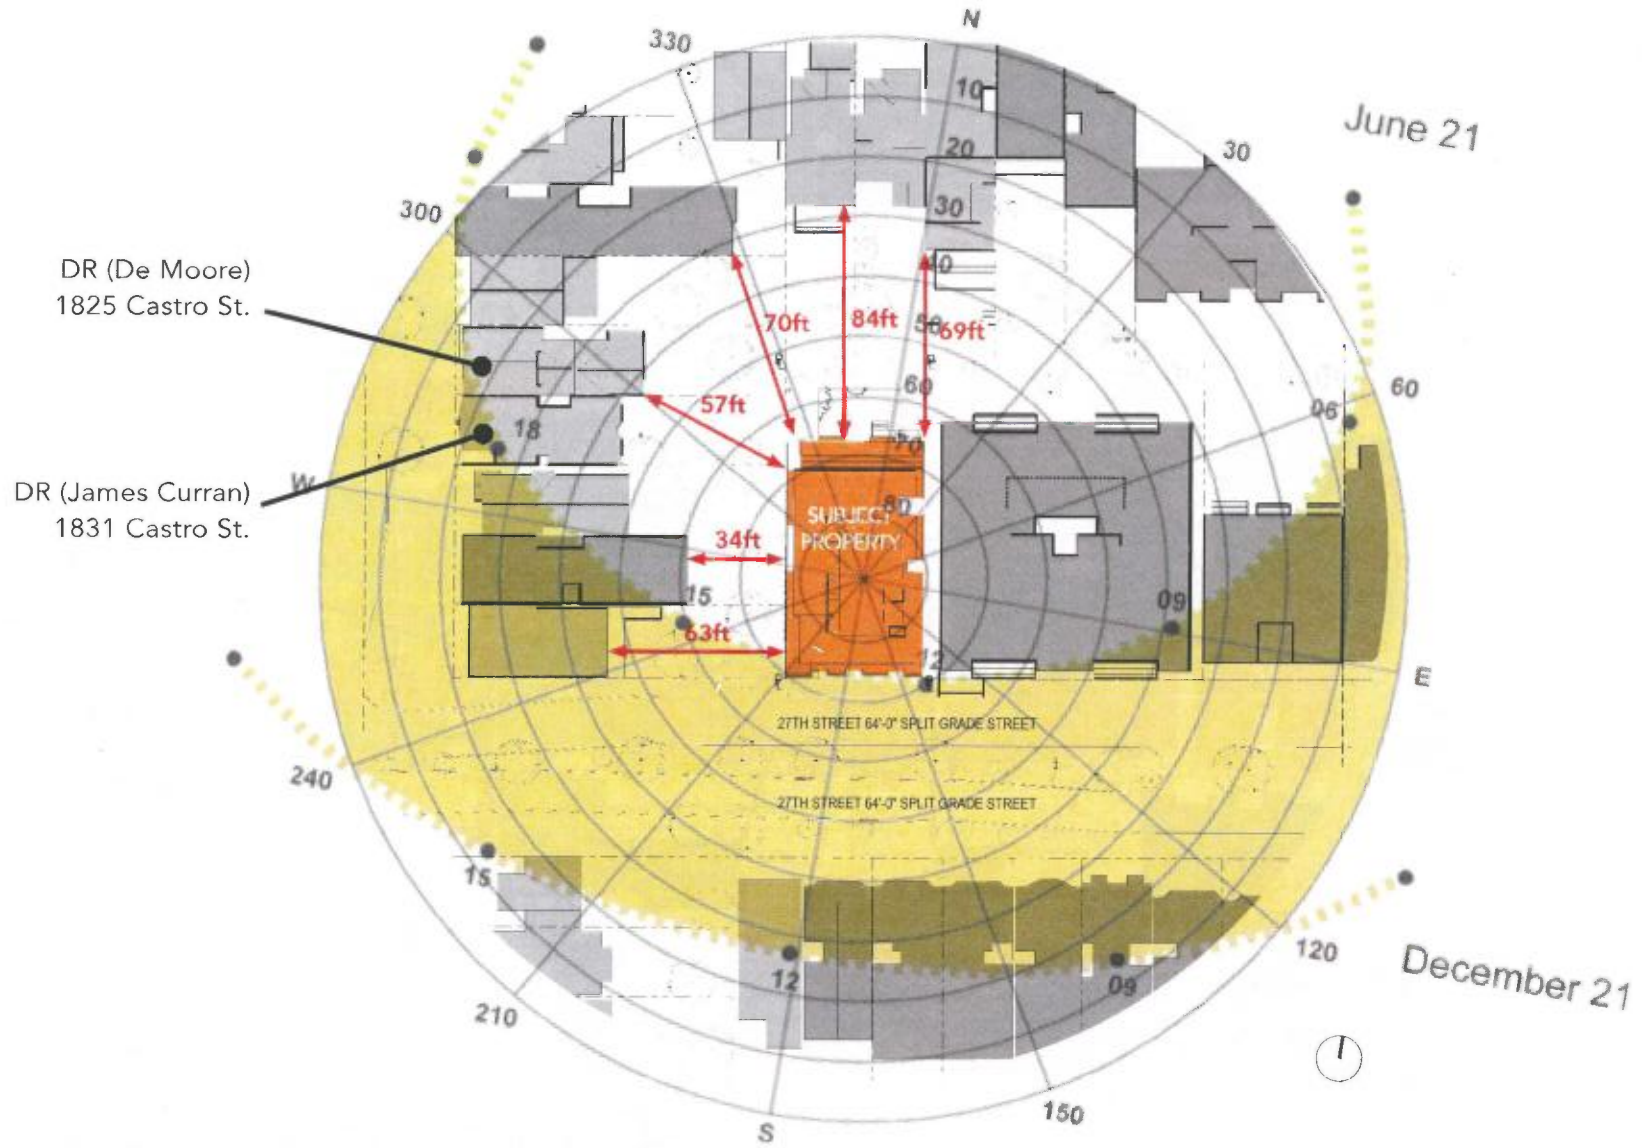 N
330
10
June 21
30
20
300
30
DR (De Moore)
1825 Castro St.
40
70ft
84ft
50
69ft
60
60
57ft
06
18
70
W
DR (James Curran)
1831 Castro St.
80
SUBJECT
PROPERTY
34ft
15
09
63ft
12
E
27TH STREET 64'-0" SPLIT GRADE STREET
240
27TH STREET 64'-0" SPLIT GRADE STREET
15
120
December 21
12
09
210
150
S